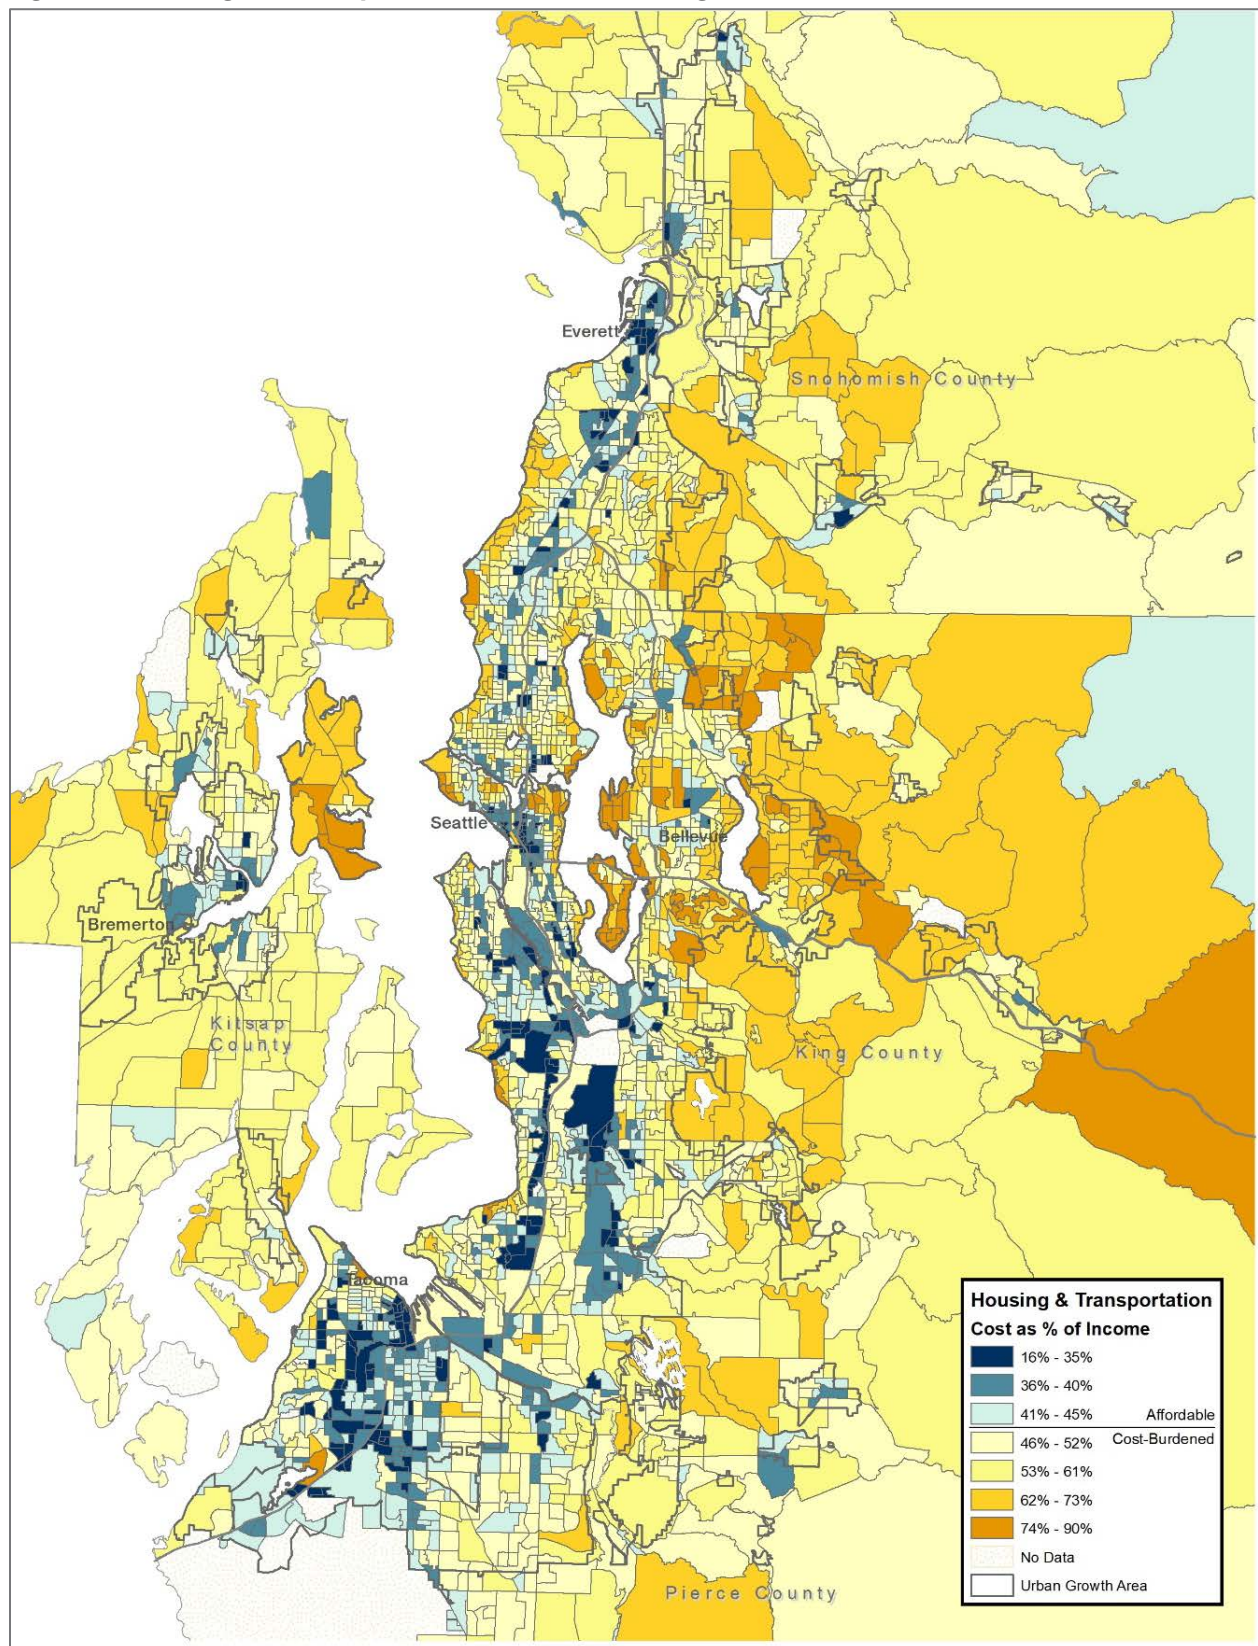 Everett
Snohomish County
Seattle
Bellevue
Bremerton
Kitsap
County
King County
Tacoma
Pierce County
Housing & Transportation
Cost as % of Income
16% - 35%
36% - 40%
41% - 45% Affordable
46% - 52% Cost-Burdened
53% - 61%
62% - 73%
74% - 90%
No Data
Urban Growth Area